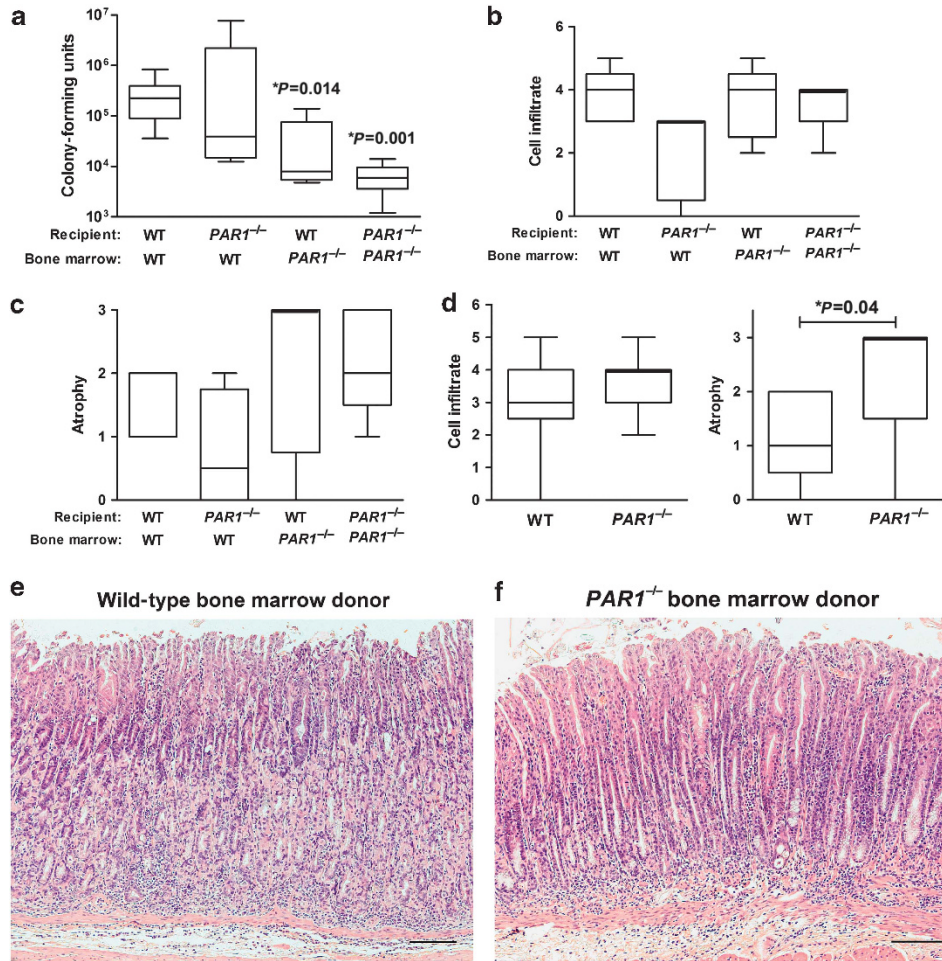 a
Colony-forming units
10⁷
10⁶
10⁵
10⁴
10³
*P=0.014
*P=0.001
Recipient: WT PAR1⁻/⁻ WT PAR1⁻/⁻
Bone marrow: WT WT PAR1⁻/⁻ PAR1⁻/⁻
b
Cell infiltrate
6
4
2
0
Recipient: WT PAR1⁻/⁻ WT PAR1⁻/⁻
Bone marrow: WT WT PAR1⁻/⁻ PAR1⁻/⁻
c
Atrophy
3
2
1
0
Recipient: WT PAR1⁻/⁻ WT PAR1⁻/⁻
Bone marrow: WT WT PAR1⁻/⁻ PAR1⁻/⁻
d
Cell infiltrate
6
5
4
3
2
1
0
WT PAR1⁻/⁻
*P=0.04
Atrophy
3
2
1
0
WT PAR1⁻/⁻
e
Wild-type bone marrow donor
f
PAR1⁻/⁻ bone marrow donor